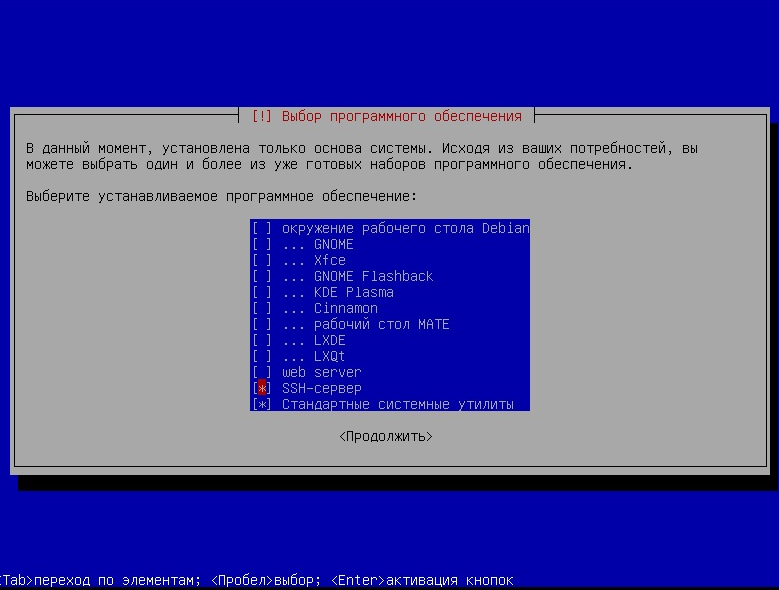 [!] Выбор программного обеспечения
В данный момент, установлена только основа системы. Исходя из ваших потребностей, вы
можете выбрать один и более из уже готовых наборов программного обеспечения.
Выберите устанавливаемое программное обеспечение:
[ ] окружение рабочего стола Debian
[ ] ... GNOME
[ ] ... Xfce
[ ] ... GNOME Flashback
[ ] ... KDE Plasma
[ ] ... Cinnamon
[ ] ... рабочий стол MATE
[ ] ... LXDE
[ ] ... LXQt
[ ] web server
[*] SSH-сервер
[*] Стандартные системные утилиты
<Продолжить>
<Tab>переход по элементам; <Пробел>выбор; <Enter>активация кнопок